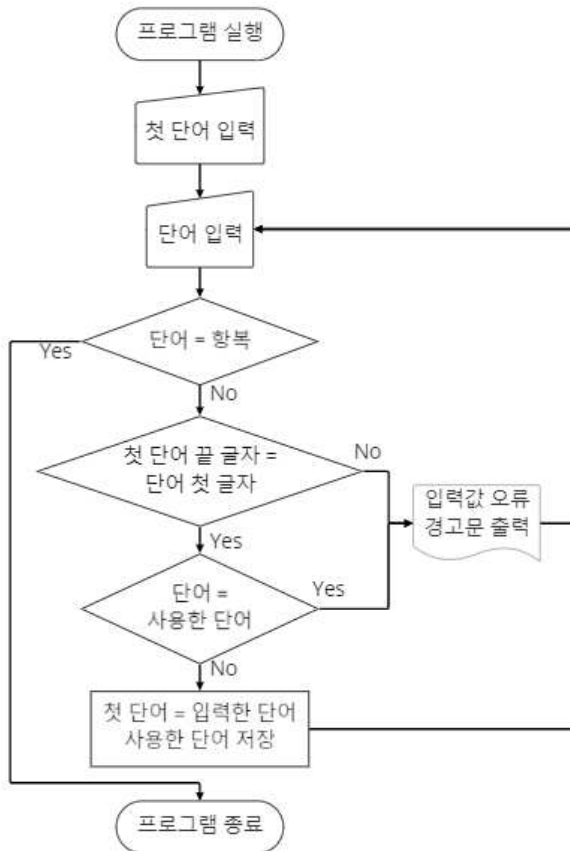 프로그램 실행
첫 단어 입력
단어 입력
단어 = 항복
Yes
No
첫 단어 끝 글자 =
단어 첫 글자
No
입력값 오류
경고문 출력
Yes
단어 =
사용한 단어
Yes
No
첫 단어 = 입력한 단어
사용한 단어 저장
프로그램 종료